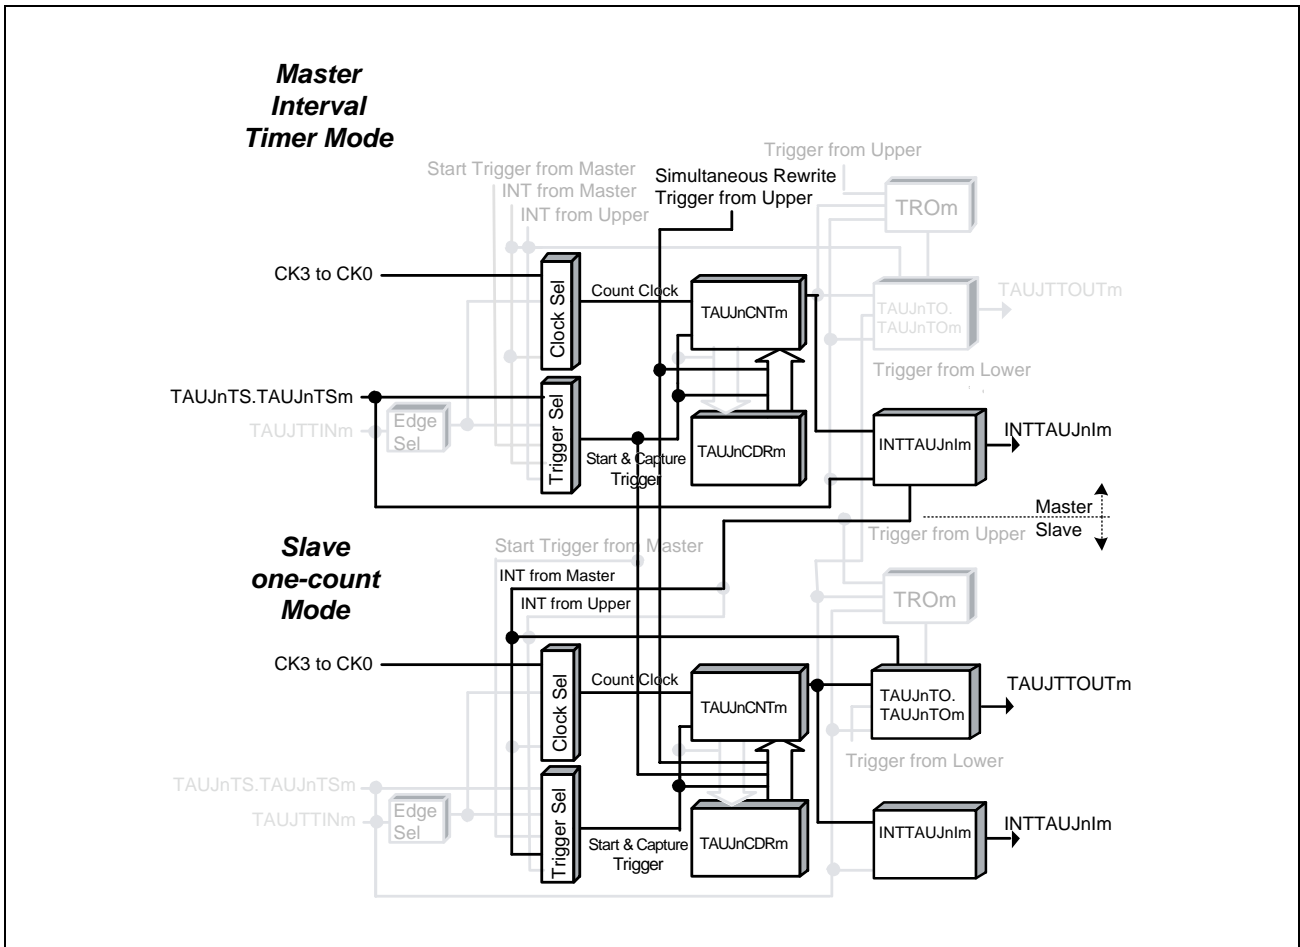 Master
Interval
Timer Mode
Trigger from Upper
Start Trigger from Master
Simultaneous Rewrite
INT from Master
Trigger from Upper
INT from Upper
TROm
CK3 to CK0
Clock Sel
Count Clock
TAUJnCNTm
TAUJnTO.
TAUJnTOm
TAUJTTOUTm
Trigger from Lower
TAUJnTS.TAUJnTSm
TAUJTTINm
Edge
Sel
Trigger Sel
Start & Capture
Trigger
TAUJnCDRm
INTTAUJnIm
INTTAUJnIm
Master
Slave
Trigger from Upper
Slave
one-count
Mode
Start Trigger from Master
INT from Master
INT from Upper
TROm
CK3 to CK0
Clock Sel
Count Clock
TAUJnCNTm
TAUJnTO.
TAUJnTOm
TAUJTTOUTm
Trigger from Lower
TAUJnTS.TAUJnTSm
TAUJTTINm
Edge
Sel
Trigger Sel
Start & Capture
Trigger
TAUJnCDRm
INTTAUJnIm
INTTAUJnIm